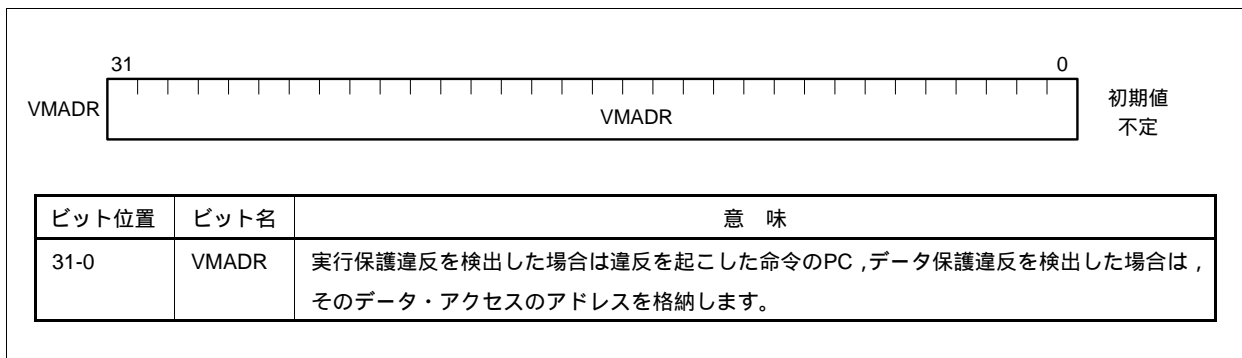 31 0
VMADR VMADR 初期値
不定
ビット位置 ビット名 意 味
31-0 VMADR 実行保護違反を検出した場合は違反を起こした命令のPC,データ保護違反を検出した場合は,
そのデータ・アクセスのアドレスを格納します。